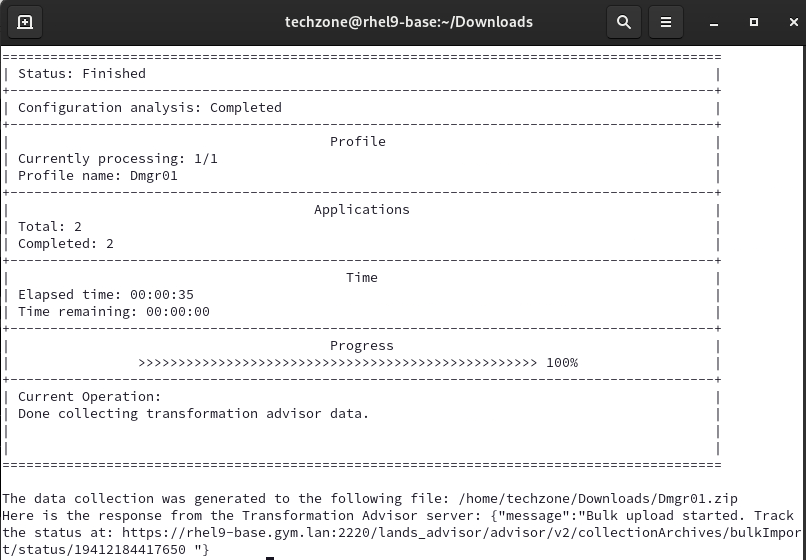 techzone@rhel9-base:~/Downloads
================================================================================
| Status: Finished |
+--------------------------------------------------------------------------------+
| Configuration analysis: Completed |
+--------------------------------------------------------------------------------+
| Profile |
| Currently processing: 1/1 |
| Profile name: Dmgr01 |
+--------------------------------------------------------------------------------+
| Applications |
| Total: 2 |
| Completed: 2 |
+--------------------------------------------------------------------------------+
| Time |
| Elapsed time: 00:00:35 |
| Time remaining: 00:00:00 |
+--------------------------------------------------------------------------------+
| Progress |
| >>>>>>>>>>>>>>>>>>>>>>>>>>>>>>>>>>>>>>>>>>>>>>>>>> 100% |
+--------------------------------------------------------------------------------+
| Current Operation: |
| Done collecting transformation advisor data. |
| |
| |
================================================================================
The data collection was generated to the following file: /home/techzone/Downloads/Dmgr01.zip
Here is the response from the Transformation Advisor server: {"message":"Bulk upload started. Track
the status at: https://rhel9-base.gym.lan:2220/lands_advisor/advisor/v2/collectionArchives/bulkImpor
t/status/19412184417650 "}